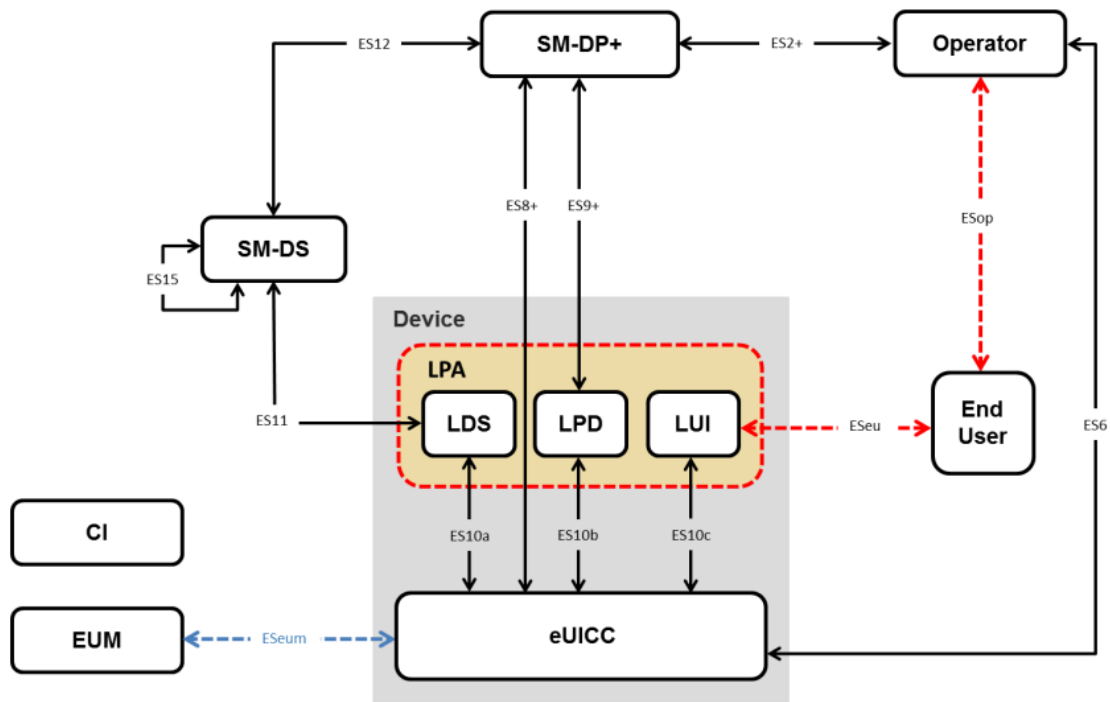 ES12
SM-DP+
ES2+
Operator
ES8+
ES9+
ESop
ES6
SM-DS
ES15
ES11
Device
LPA
LDS
LPD
LUI
ESeu
End
User
ES10a
ES10b
ES10c
CI
EUM
ESeum
eUICC